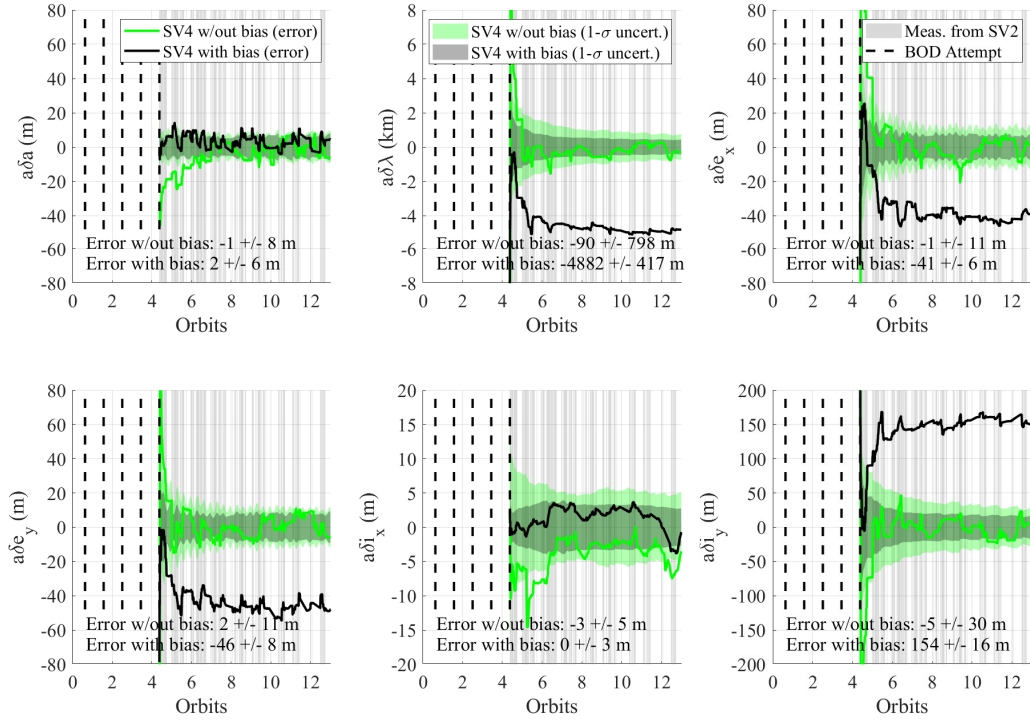 80
60
40
20
0
-20
-40
-60
-80
aδa (m)
SV4 w/out bias (error)
SV4 with bias (error)
Error w/out bias: -1 +/- 8 m
Error with bias: 2 +/- 6 m
0 2 4 6 8 10 12
Orbits
8
6
4
2
0
-2
-4
-6
-8
aδλ (km)
SV4 w/out bias (1-σ uncert.)
SV4 with bias (1-σ uncert.)
Error w/out bias: -90 +/- 798 m
Error with bias: -4882 +/- 417 m
0 2 4 6 8 10 12
Orbits
80
60
40
20
0
-20
-40
-60
-80
aδe_x (m)
Meas. from SV2
BOD Attempt
Error w/out bias: -1 +/- 11 m
Error with bias: -41 +/- 6 m
0 2 4 6 8 10 12
Orbits
80
60
40
20
0
-20
-40
-60
-80
aδe_y (m)
Error w/out bias: 2 +/- 11 m
Error with bias: -46 +/- 8 m
0 2 4 6 8 10 12
Orbits
20
15
10
5
0
-5
-10
-15
-20
aδi_x (m)
Error w/out bias: -3 +/- 5 m
Error with bias: 0 +/- 3 m
0 2 4 6 8 10 12
Orbits
200
150
100
50
0
-50
-100
-150
-200
aδi_y (m)
Error w/out bias: -5 +/- 30 m
Error with bias: 154 +/- 16 m
0 2 4 6 8 10 12
Orbits